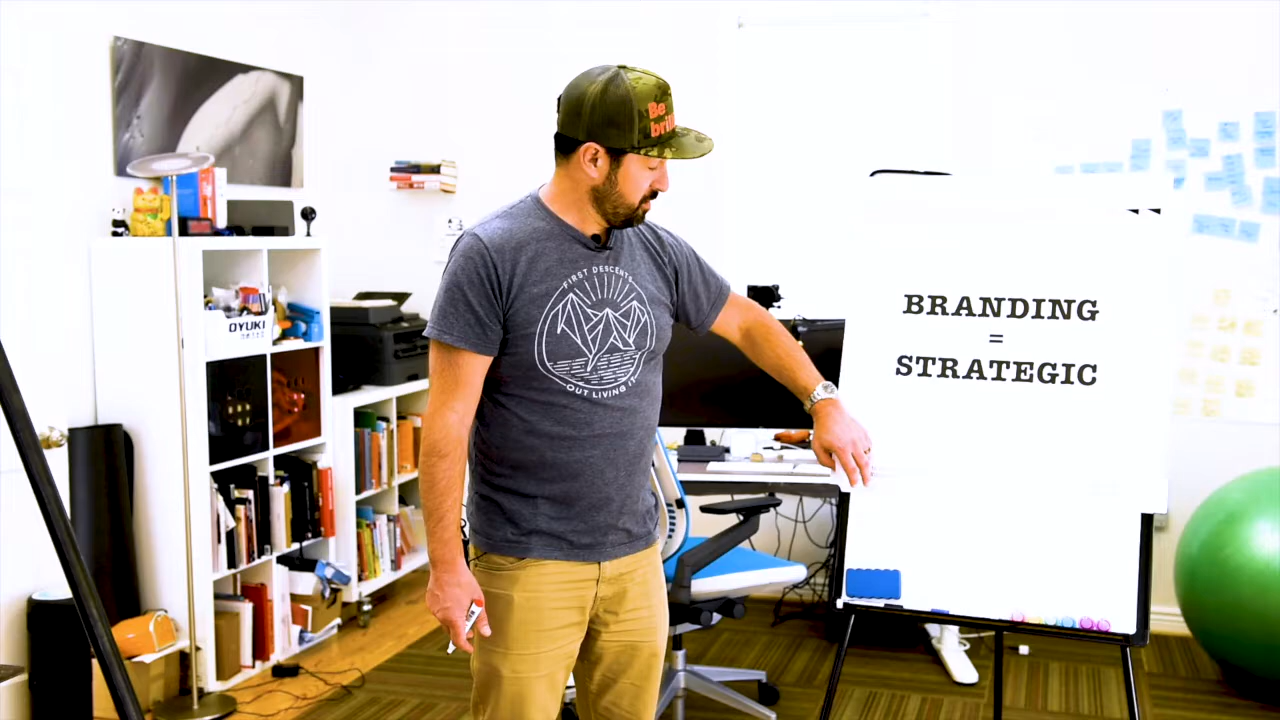 Be
bril
FIRST DESCENTS
OUT LIVING IT
OYUKI
BRANDING
=
STRATEGIC